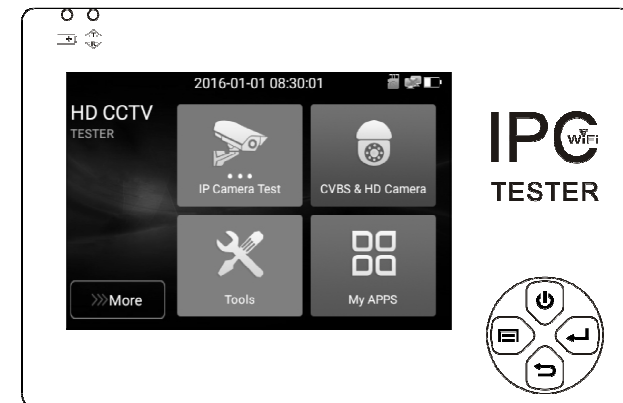 2016-01-01 08:30:01
HD CCTV
TESTER
IP Camera Test
CVBS & HD Camera
Tools
My APPS
>>>More
IPC
WiFi
TESTER